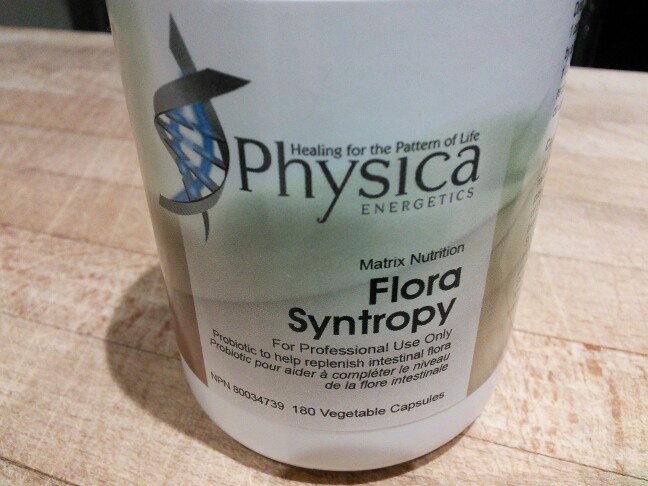 Healing for the Pattern of Life
Physica
ENERGETICS
Matrix Nutrition
Flora
Syntropy
For Professional Use Only
Probiotic to help replenish intestinal flora
Probiotic pour aider à compléter le niveau
de la flore intestinale
NPN 80034739 180 Vegetable Capsules